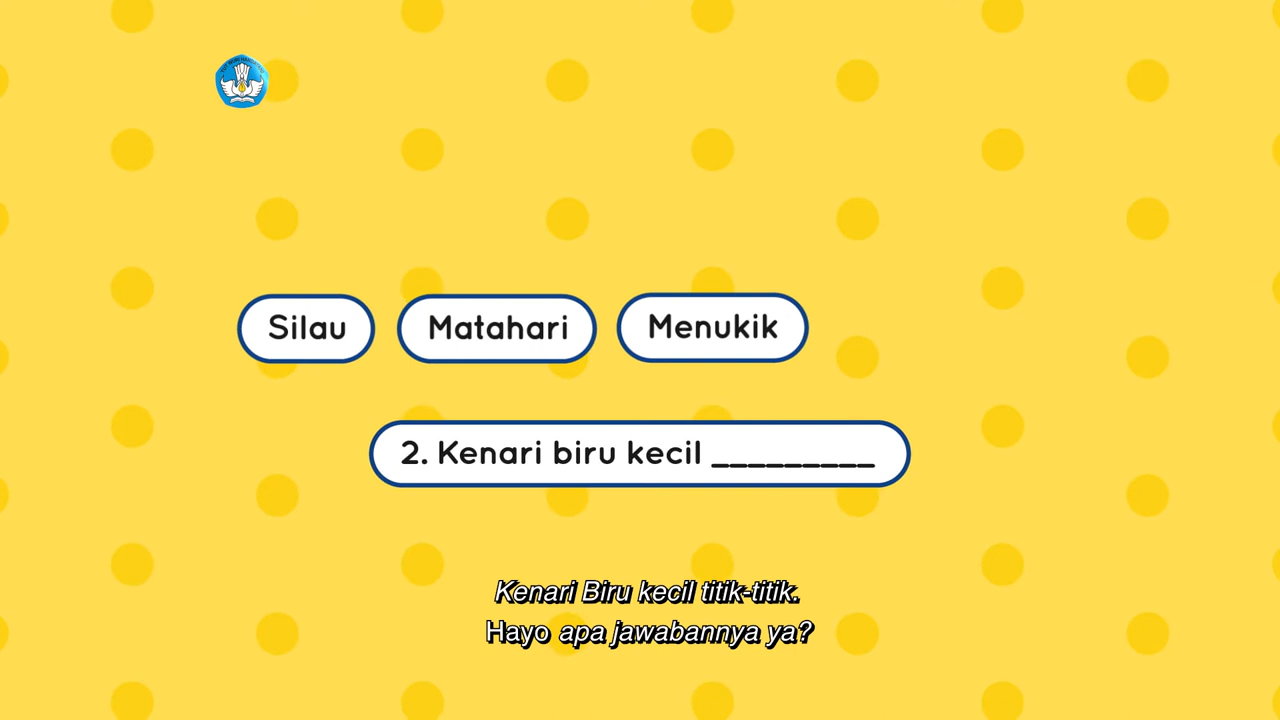 Silau
Matahari
Menukik
2. Kenari biru kecil _________
Kenari Biru kecil titik-titik.
Hayo apa jawabannya ya?